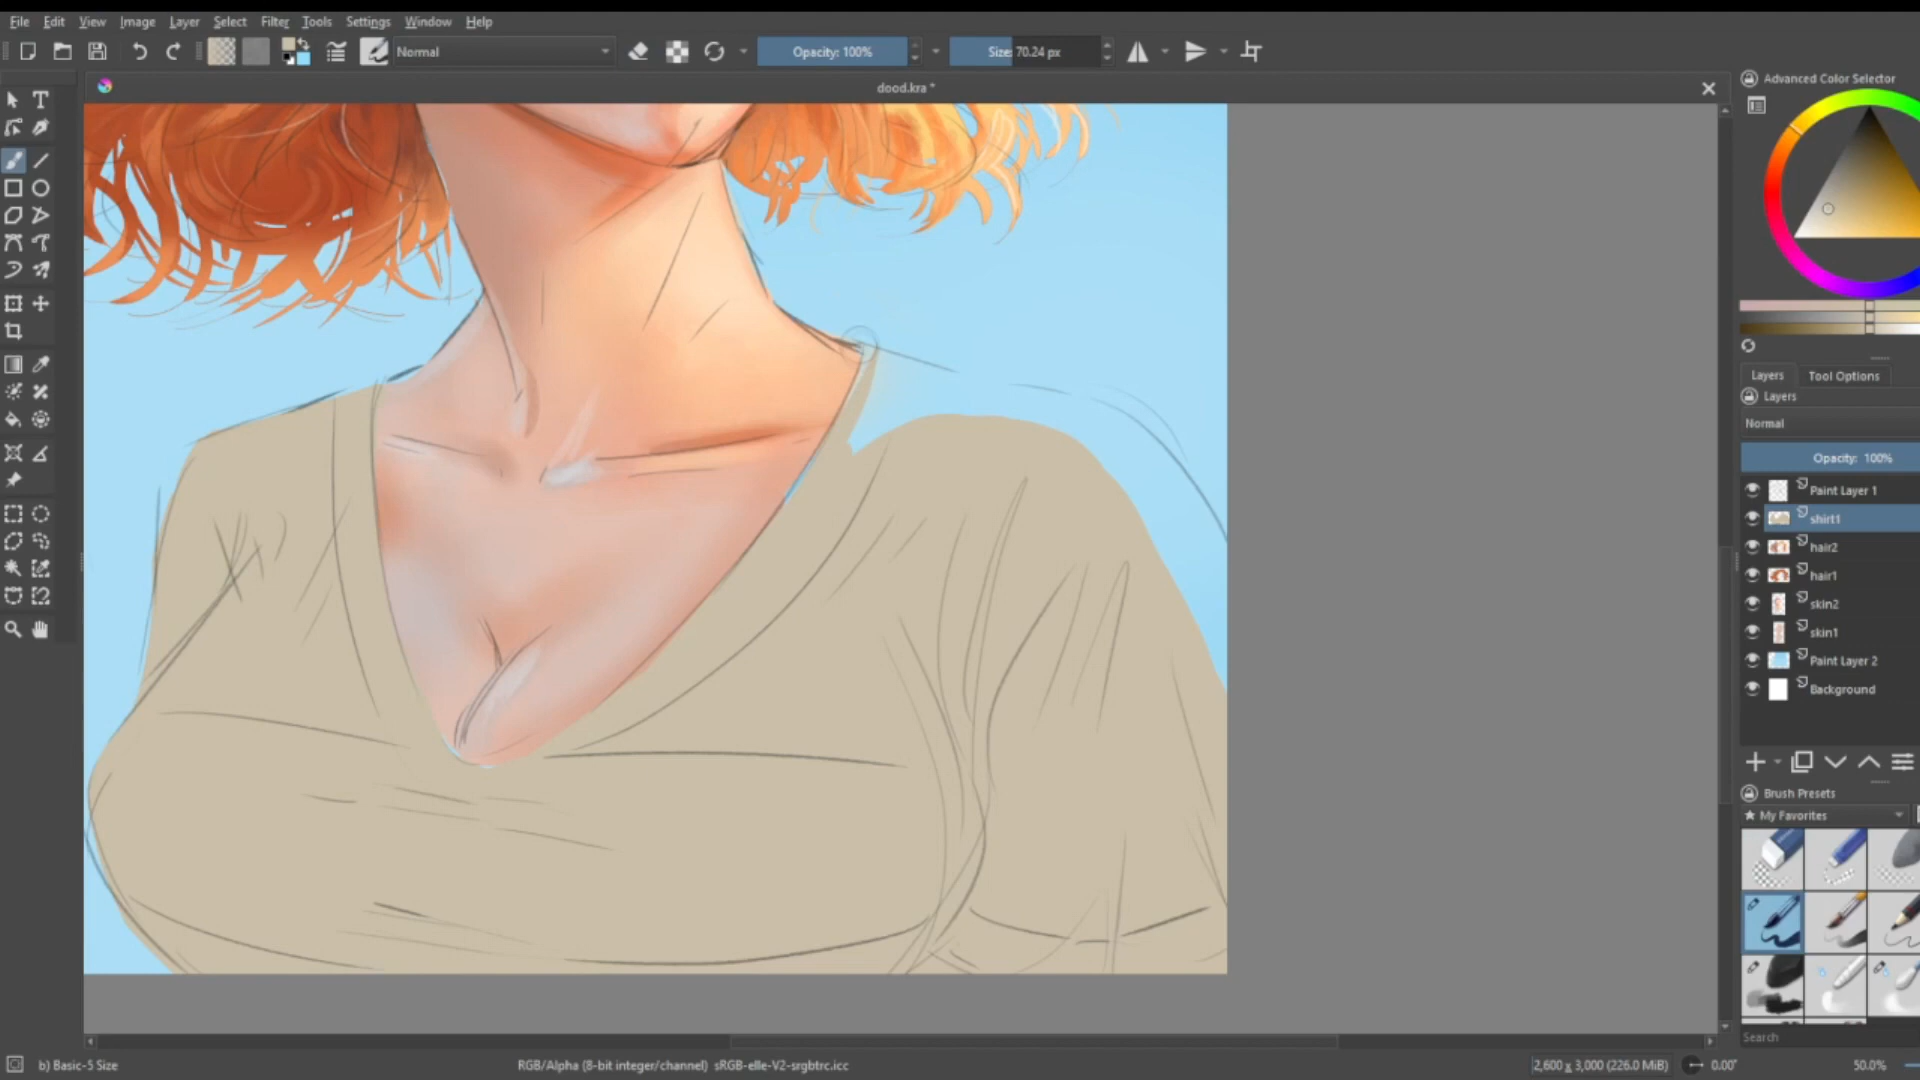 File Edit View Image Layer Select Filter Tools Settings Window Help
Normal Opacity: 100% Size: 70.24 px
dood.kra *
Advanced Color Selector
Layers Tool Options
Layers
Normal
Opacity: 100%
Paint Layer 1
shirt1
hair2
hair1
skin2
skin1
Paint Layer 2
Background
Brush Presets
★ My Favorites
Search
b) Basic-5 Size RGB/Alpha (8-bit integer/channel) sRGB-elle-V2-srgbtrc.icc 2,600 x 3,000 (226.0 MiB) 0.00° 50.0%